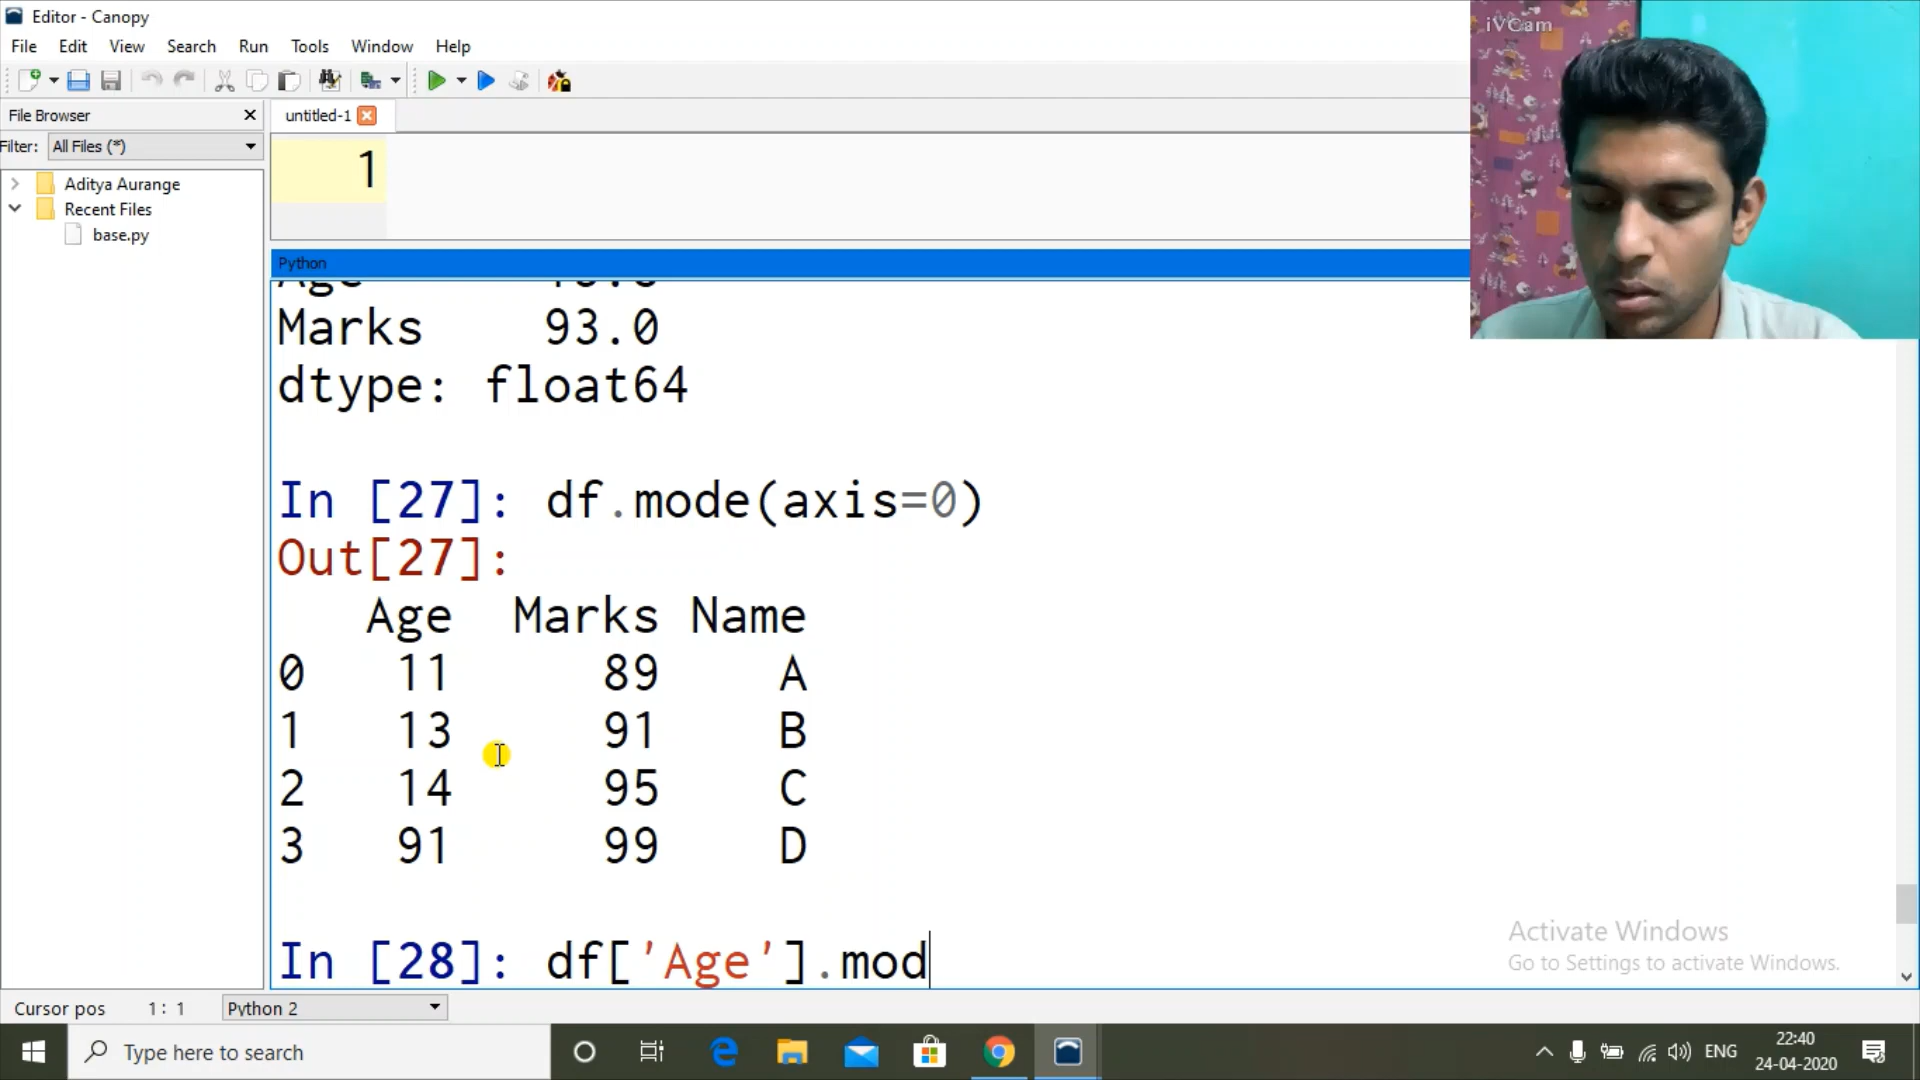 Editor - Canopy
File Edit View Search Run Tools Window Help
File Browser
untitled-1
Filter: All Files (*)
1
Aditya Aurange
Recent Files
base.py
iVCam
Python
Marks 93.0
dtype: float64
In [27]: df.mode(axis=0)
Out[27]:
Age Marks Name
0 11 89 A
1 13 91 B
2 14 95 C
3 91 99 D
In [28]: df['Age'].mod
Activate Windows
Go to Settings to activate Windows.
Cursor pos 1: 1 Python 2
Type here to search
ENG
22:40
24-04-2020